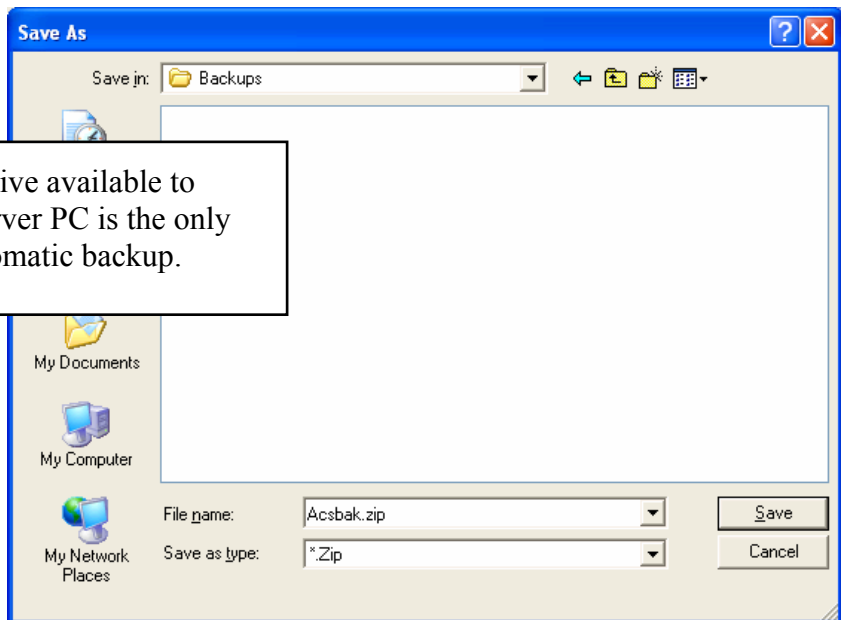 Save As
Save in:
Backups
ive available to
ver PC is the only
omatic backup.
My Documents
My Computer
My Network
Places
File name:
Acsbak.zip
Save
Save as type:
*.Zip
Cancel